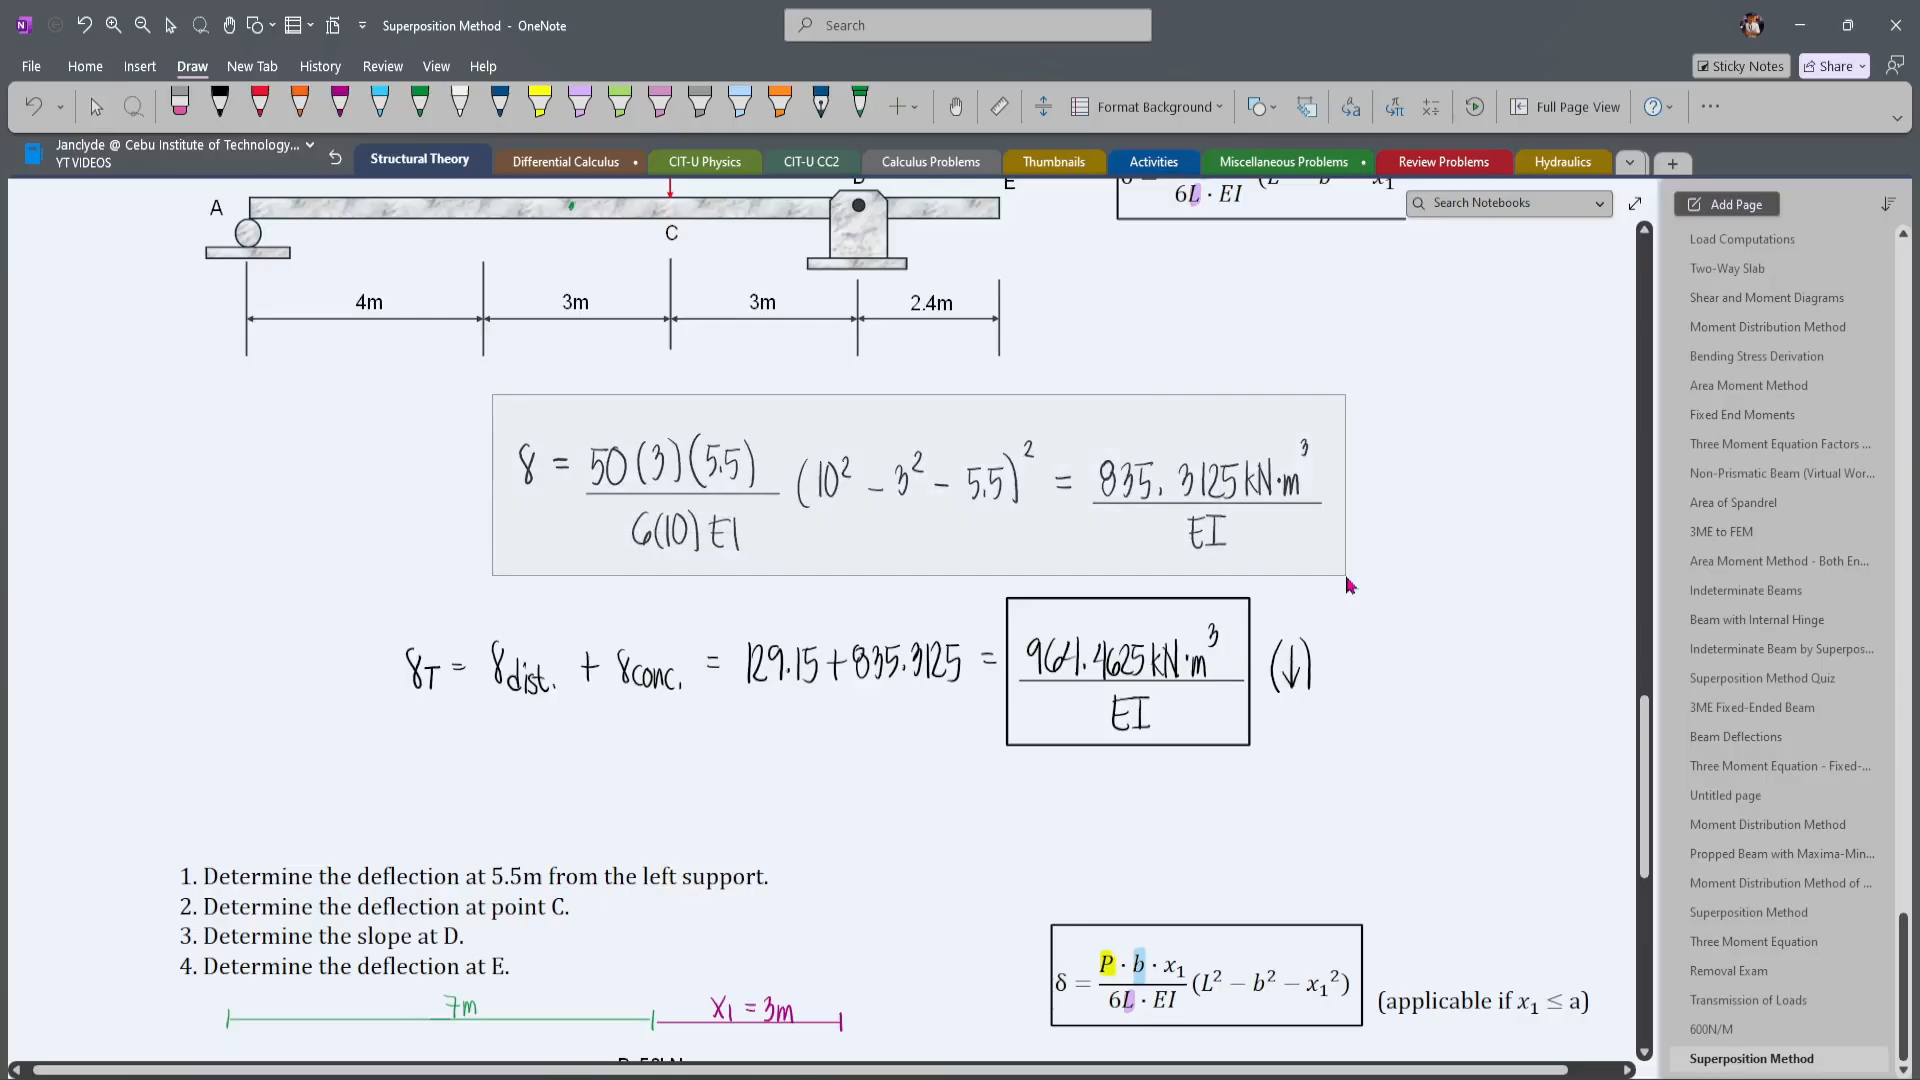 Superposition Method - OneNote
Search
File Home Insert Draw New Tab History Review View Help
Sticky Notes Share
Format Background Full Page View
Janclyde @ Cebu Institute of Technology...
YT VIDEOS
Structural Theory Differential Calculus CIT-U Physics CIT-U CC2 Calculus Problems Thumbnails Activities Miscellaneous Problems Review Problems Hydraulics
Search Notebooks
Add Page
Load Computations
Two-Way Slab
Shear and Moment Diagrams
Moment Distribution Method
Bending Stress Derivation
Area Moment Method
Fixed End Moments
Three Moment Equation Factors ...
Non-Prismatic Beam (Virtual Wor...
Area of Spandrel
3ME to FEM
Area Moment Method - Both En...
Indeterminate Beams
Beam with Internal Hinge
Indeterminate Beam by Superpos...
Superposition Method Quiz
3ME Fixed-Ended Beam
Beam Deflections
Three Moment Equation - Fixed-...
Untitled page
Moment Distribution Method
Propped Beam with Maxima-Min...
Moment Distribution Method of ...
Superposition Method
Three Moment Equation
Removal Exam
Transmission of Loads
600N/M
Superposition Method
A E
C
6L · EI
4m 3m 3m 2.4m
δ = 50(3)(5.5) / 6(10)EI (10² - 3² - 5.5)² = 835.3125 kN·m³ / EI
δT = δdist. + δconc. = 129.15 + 835.3125 = 964.4625 kN·m³ / EI (↓)
1. Determine the deflection at 5.5m from the left support.
2. Determine the deflection at point C.
3. Determine the slope at D.
4. Determine the deflection at E.
7m X₁ = 3m
δ = P · b · x₁ / 6L · EI (L² − b² − x₁²) (applicable if x₁ ≤ a)